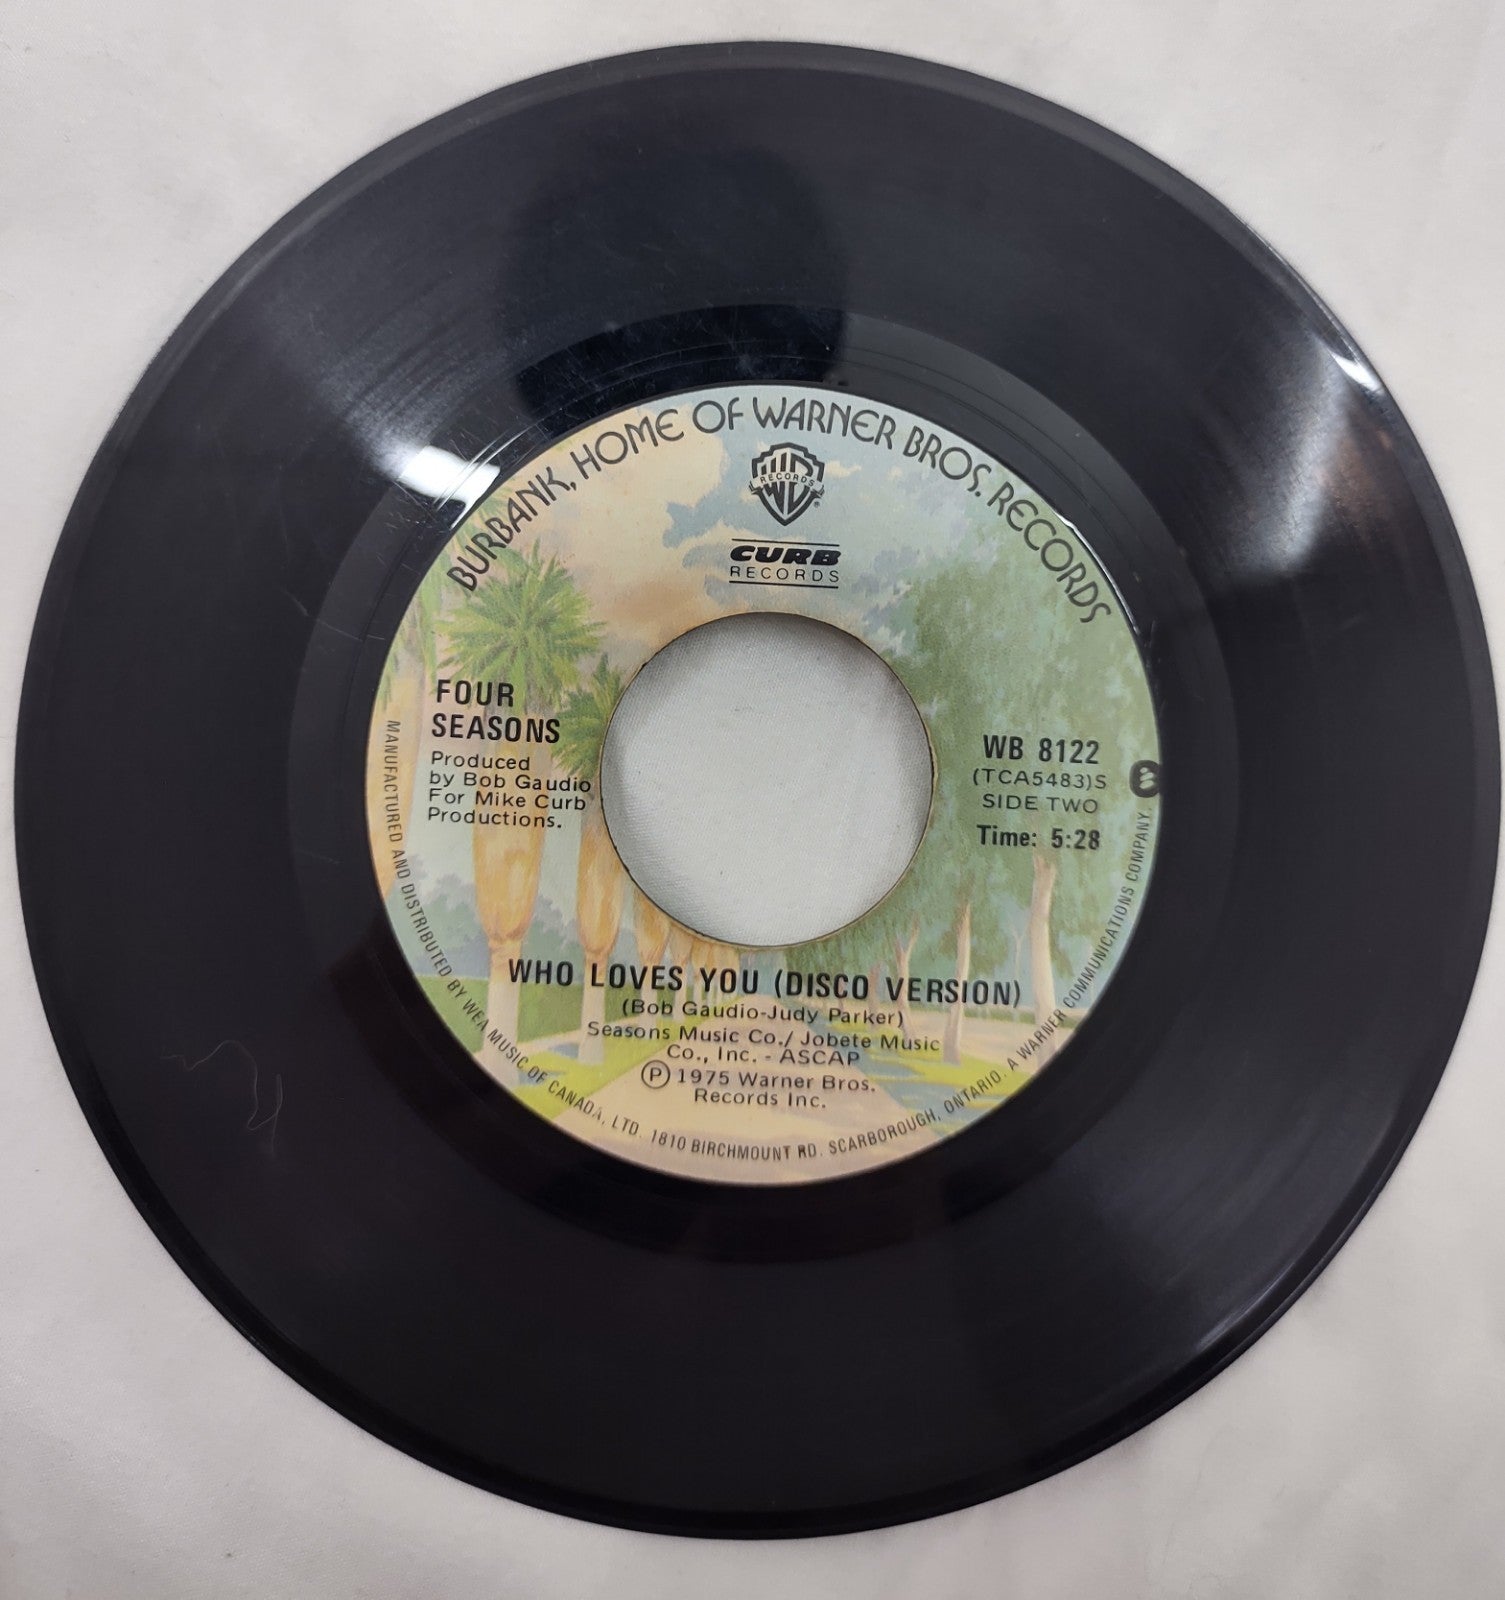 BURBANK, HOME OF WARNER BROS. RECORDS
RECORDS
®
CURB
RECORDS
FOUR
SEASONS
Produced
by Bob Gaudio
For Mike Curb
Productions.
WB 8122
(TCA5483)S
SIDE TWO
Time: 5:28
WHO LOVES YOU (DISCO VERSION)
(Bob Gaudio-Judy Parker)
Seasons Music Co./ Jobete Music
Co., Inc. - ASCAP
Ⓟ 1975 Warner Bros.
Records Inc.
MANUFACTURED AND DISTRIBUTED BY WEA MUSIC OF CANADA, LTD. 1810 BIRCHMOUNT RD. SCARBOROUGH, ONTARIO. A WARNER COMMUNICATIONS COMPANY.